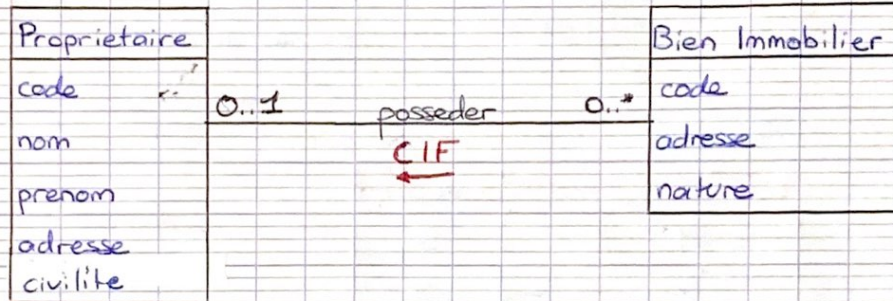 Proprietaire
code
nom
prenom
adresse
civilite
0..1
posseder
0..*
CIF
Bien Immobilier
code
adresse
nature